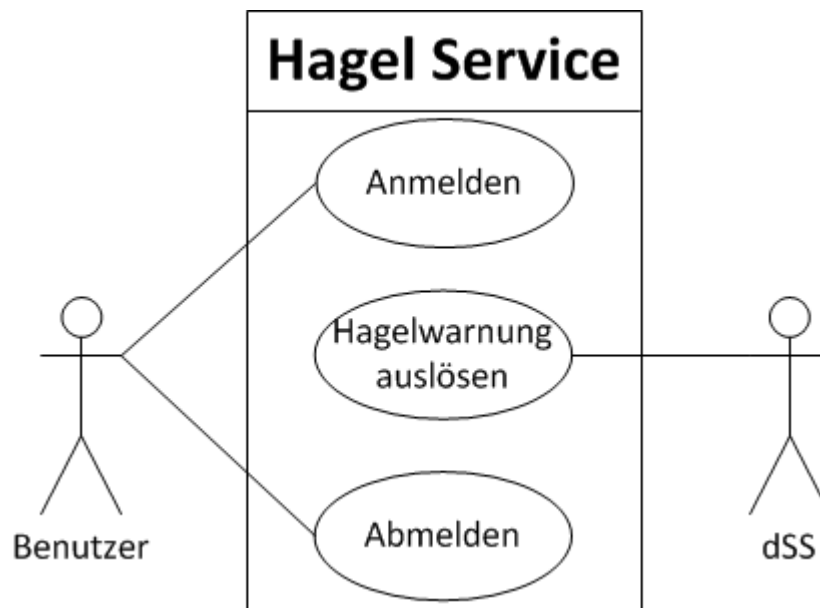 Hagel Service
Anmelden
Hagelwarnung
auslösen
Abmelden
Benutzer
dSS